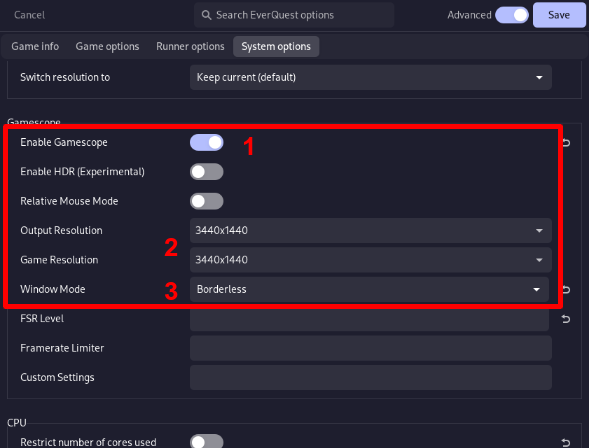 Cancel
Search EverQuest options
Advanced
Save
Game info
Game options
Runner options
System options
Switch resolution to
Keep current (default)
Gamescope
Enable Gamescope
1
Enable HDR (Experimental)
Relative Mouse Mode
Output Resolution
3440x1440
2
Game Resolution
3440x1440
Window Mode
3
Borderless
FSR Level
Framerate Limiter
Custom Settings
CPU
Restrict number of cores used